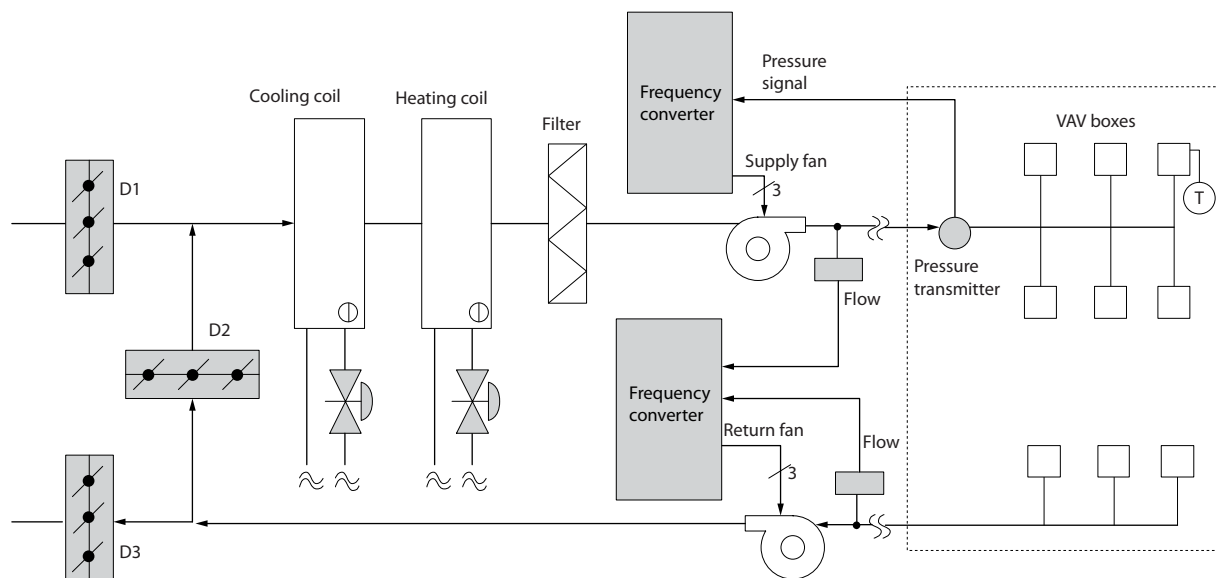 Pressure
signal
Cooling coil
Heating coil
Frequency
converter
Filter
VAV boxes
D1
Supply fan
3
T
Pressure
transmitter
Flow
D2
Frequency
converter
Return fan
Flow
3
D3